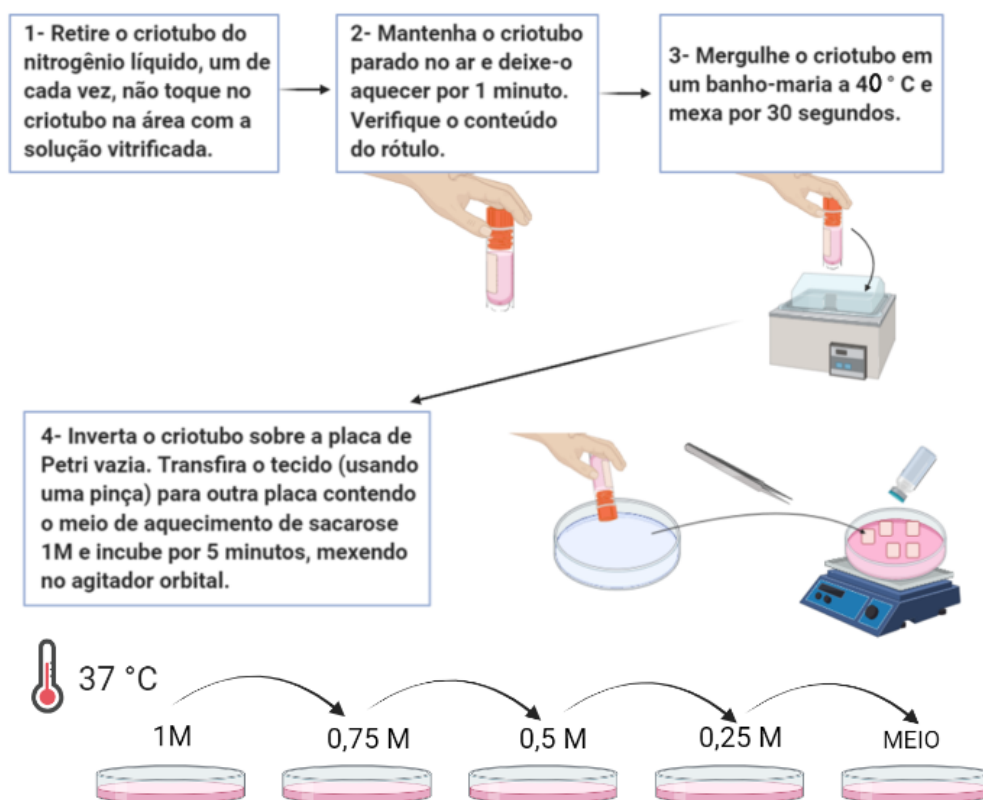 1- Retire o criotubo do
nitrogênio líquido, um de
cada vez, não toque no
criotubo na área com a
solução vitrificada.
2- Mantenha o criotubo
parado no ar e deixe-o
aquecer por 1 minuto.
Verifique o conteúdo
do rótulo.
3- Mergulhe o criotubo em
um banho-maria a 40 ° C e
mexa por 30 segundos.
4- Inverta o criotubo sobre a placa de
Petri vazia. Transfira o tecido (usando
uma pinça) para outra placa contendo
o meio de aquecimento de sacarose
1M e incube por 5 minutos, mexendo
no agitador orbital.
37 °C
1M
0,75 M
0,5 M
0,25 M
MEIO